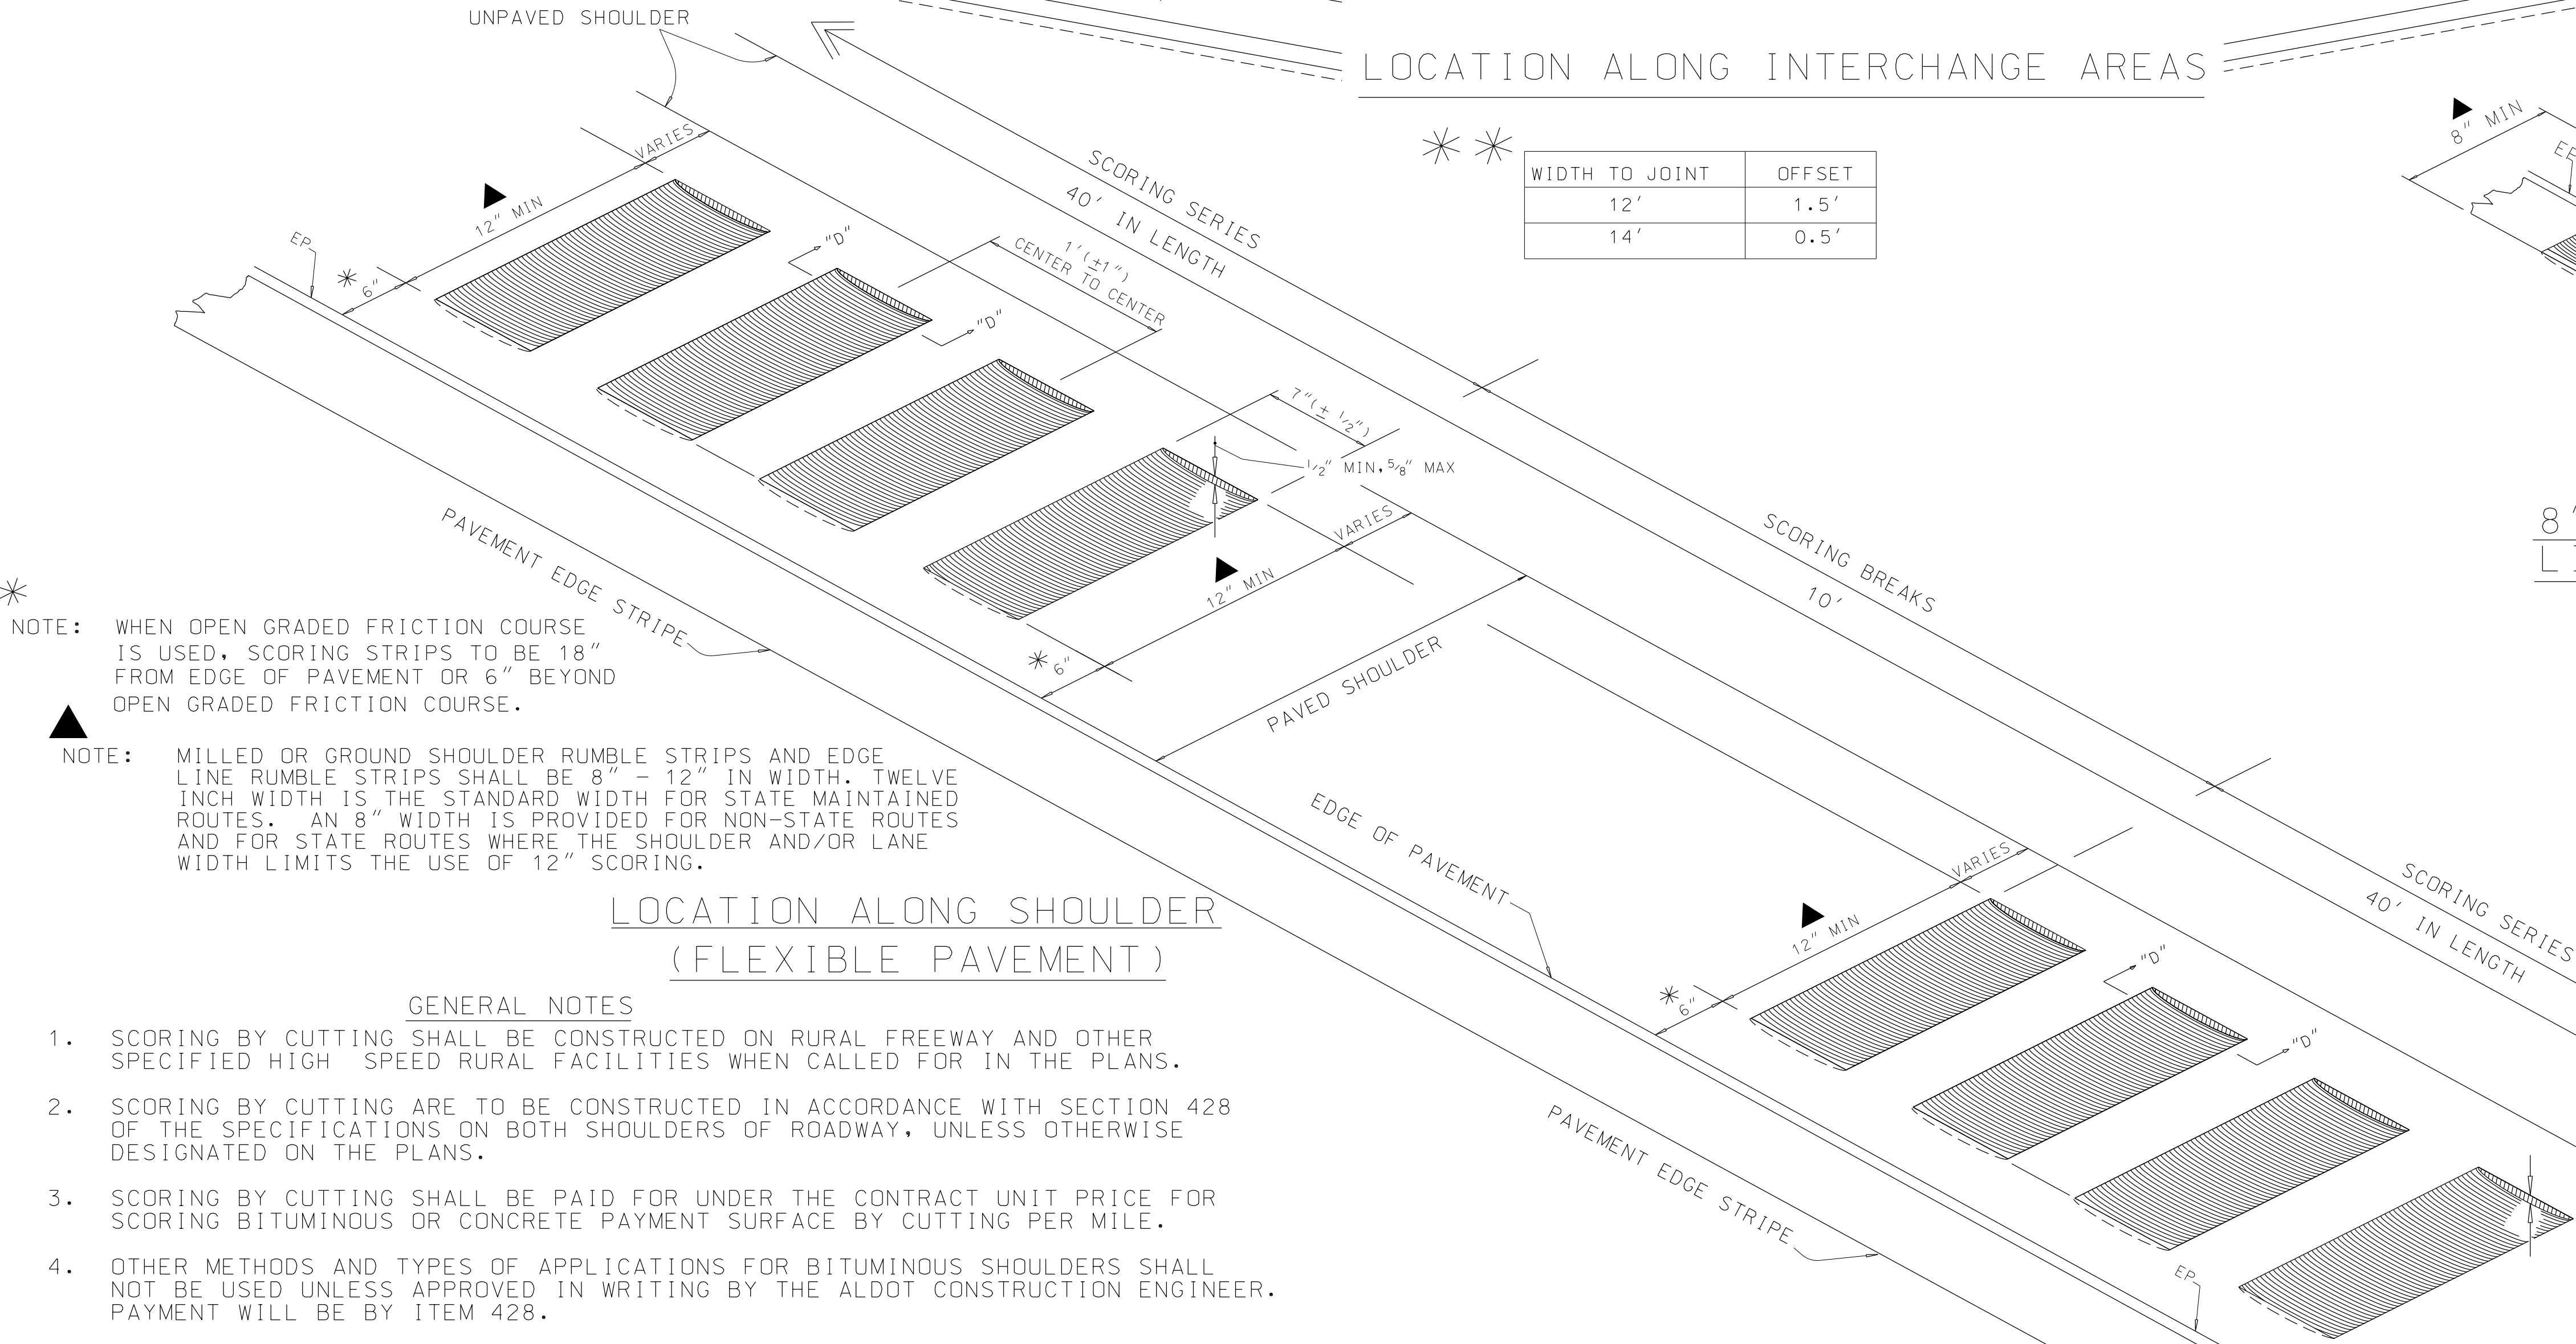 UNPAVED SHOULDER
LOCATION ALONG INTERCHANGE AREAS
**
WIDTH TO JOINT OFFSET
12' 1.5'
14' 0.5'
▲
8" MIN
VARIES
▲
12" MIN
EP
* 6"
"D"
"D"
SCORING SERIES
40' IN LENGTH
1'(±1")
CENTER TO CENTER
7"(± 1/2")
1/2" MIN, 5/8" MAX
VARIES
▲
12" MIN
* 6"
PAVED SHOULDER
PAVEMENT EDGE STRIPE
SCORING BREAKS
10'
8"
*
NOTE: WHEN OPEN GRADED FRICTION COURSE
IS USED, SCORING STRIPS TO BE 18"
FROM EDGE OF PAVEMENT OR 6" BEYOND
OPEN GRADED FRICTION COURSE.
▲
NOTE: MILLED OR GROUND SHOULDER RUMBLE STRIPS AND EDGE
LINE RUMBLE STRIPS SHALL BE 8" - 12" IN WIDTH. TWELVE
INCH WIDTH IS THE STANDARD WIDTH FOR STATE MAINTAINED
ROUTES. AN 8" WIDTH IS PROVIDED FOR NON-STATE ROUTES
AND FOR STATE ROUTES WHERE THE SHOULDER AND/OR LANE
WIDTH LIMITS THE USE OF 12" SCORING.
LOCATION ALONG SHOULDER
(FLEXIBLE PAVEMENT)
EDGE OF PAVEMENT
VARIES
▲
12" MIN
* 6"
"D"
"D"
SCORING SERIES
40' IN LENGTH
PAVEMENT EDGE STRIPE
EP
GENERAL NOTES
1. SCORING BY CUTTING SHALL BE CONSTRUCTED ON RURAL FREEWAY AND OTHER
SPECIFIED HIGH SPEED RURAL FACILITIES WHEN CALLED FOR IN THE PLANS.
2. SCORING BY CUTTING ARE TO BE CONSTRUCTED IN ACCORDANCE WITH SECTION 428
OF THE SPECIFICATIONS ON BOTH SHOULDERS OF ROADWAY, UNLESS OTHERWISE
DESIGNATED ON THE PLANS.
3. SCORING BY CUTTING SHALL BE PAID FOR UNDER THE CONTRACT UNIT PRICE FOR
SCORING BITUMINOUS OR CONCRETE PAYMENT SURFACE BY CUTTING PER MILE.
4. OTHER METHODS AND TYPES OF APPLICATIONS FOR BITUMINOUS SHOULDERS SHALL
NOT BE USED UNLESS APPROVED IN WRITING BY THE ALDOT CONSTRUCTION ENGINEER.
PAYMENT WILL BE BY ITEM 428.